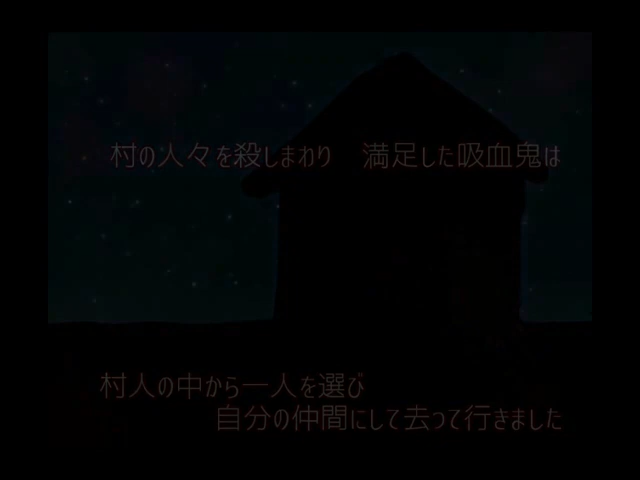 村の人々を殺しまわり　満足した吸血鬼は
村人の中から一人を選び
自分の仲間にして去って行きました